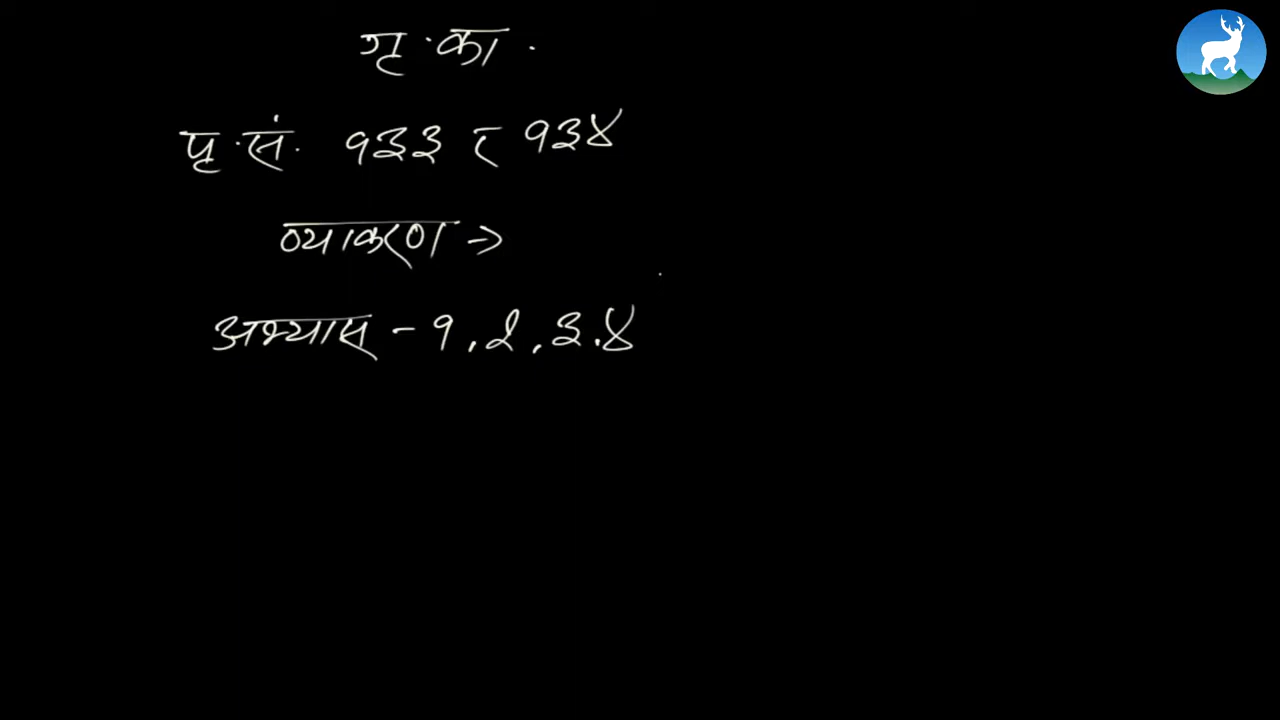 गृ.का.
पृ.सं. १३३ र १३४
व्याकरण →
अभ्यास - १, २, ३.४